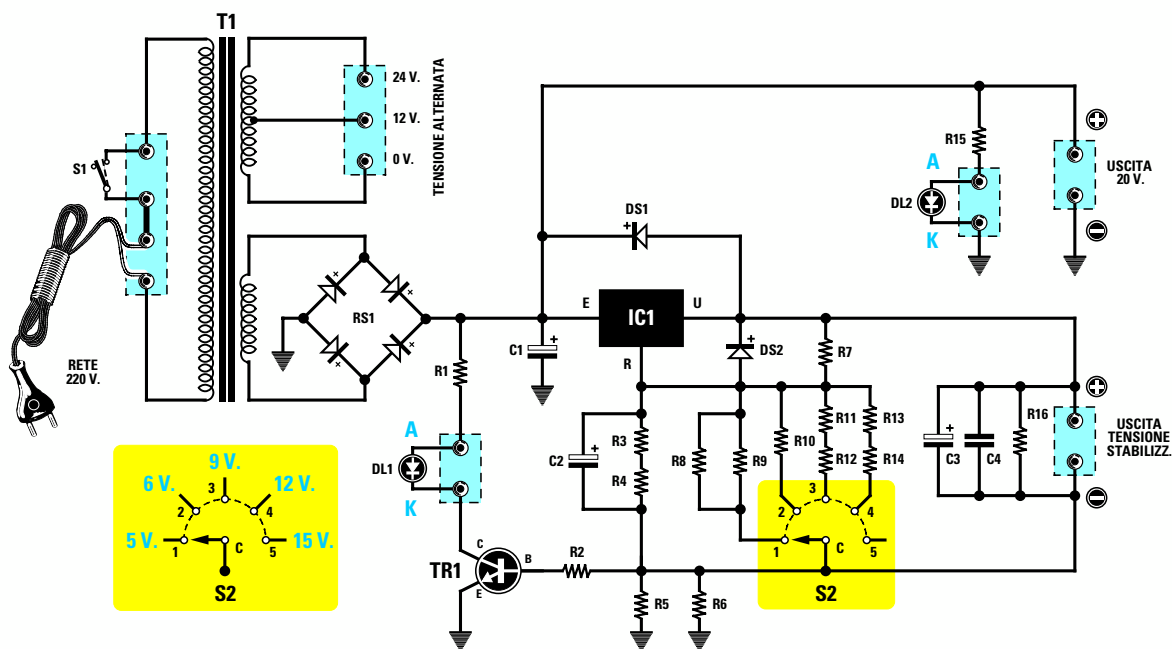 T1
24 V.
12 V.
0 V.
TENSIONE ALTERNATA
S1
RETE
220 V.
RS1
R1
A
DL1
K
C
B
E
TR1
R2
C1
+
E
IC1
U
R
DS1
+
DS2
+
R15
A
DL2
K
+
−
USCITA
20 V.
R7
R3
R4
C2
+
R8
R9
R10
R11
R12
R13
R14
R5
R6
1
2
3
4
5
C
S2
C3
+
C4
R16
+
−
USCITA
TENSIONE
STABILIZZ.
9 V.
6 V.
12 V.
5 V.
15 V.
1
2
3
4
5
C
S2